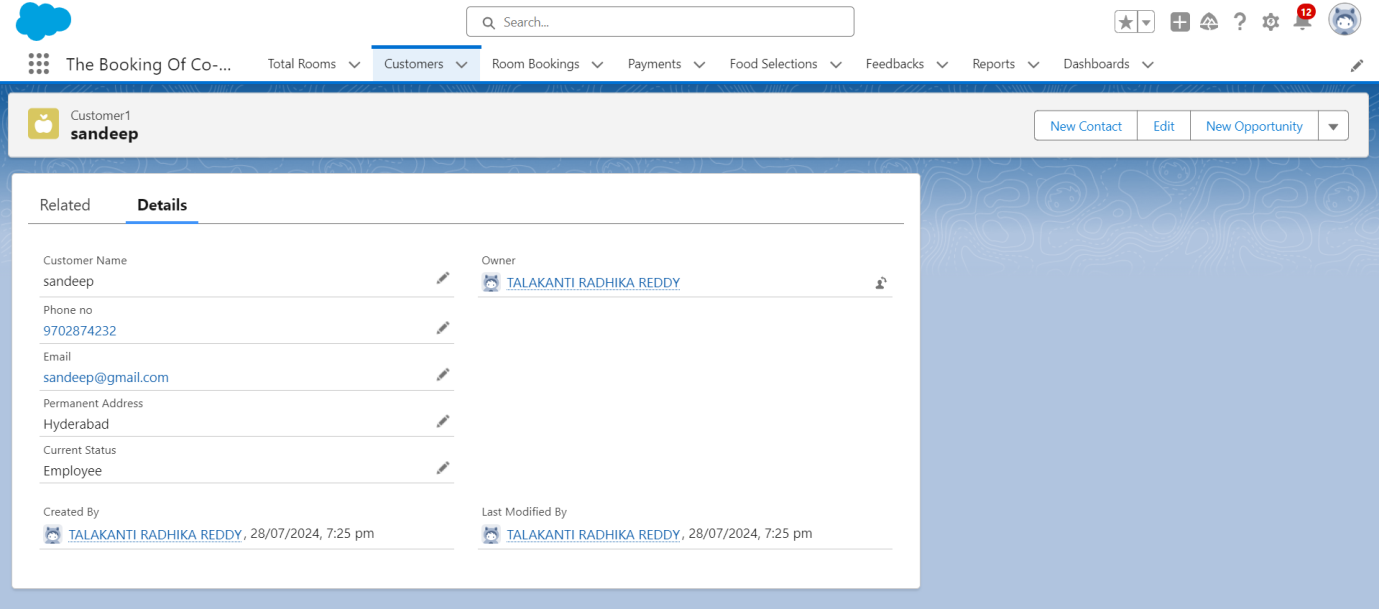 Search...
12
The Booking Of Co-... Total Rooms Customers Room Bookings Payments Food Selections Feedbacks Reports Dashboards
Customer1
sandeep
New Contact Edit New Opportunity
Related Details
Customer Name
sandeep
Owner
TALAKANTI RADHIKA REDDY
Phone no
9702874232
Email
sandeep@gmail.com
Permanent Address
Hyderabad
Current Status
Employee
Created By
TALAKANTI RADHIKA REDDY, 28/07/2024, 7:25 pm
Last Modified By
TALAKANTI RADHIKA REDDY, 28/07/2024, 7:25 pm